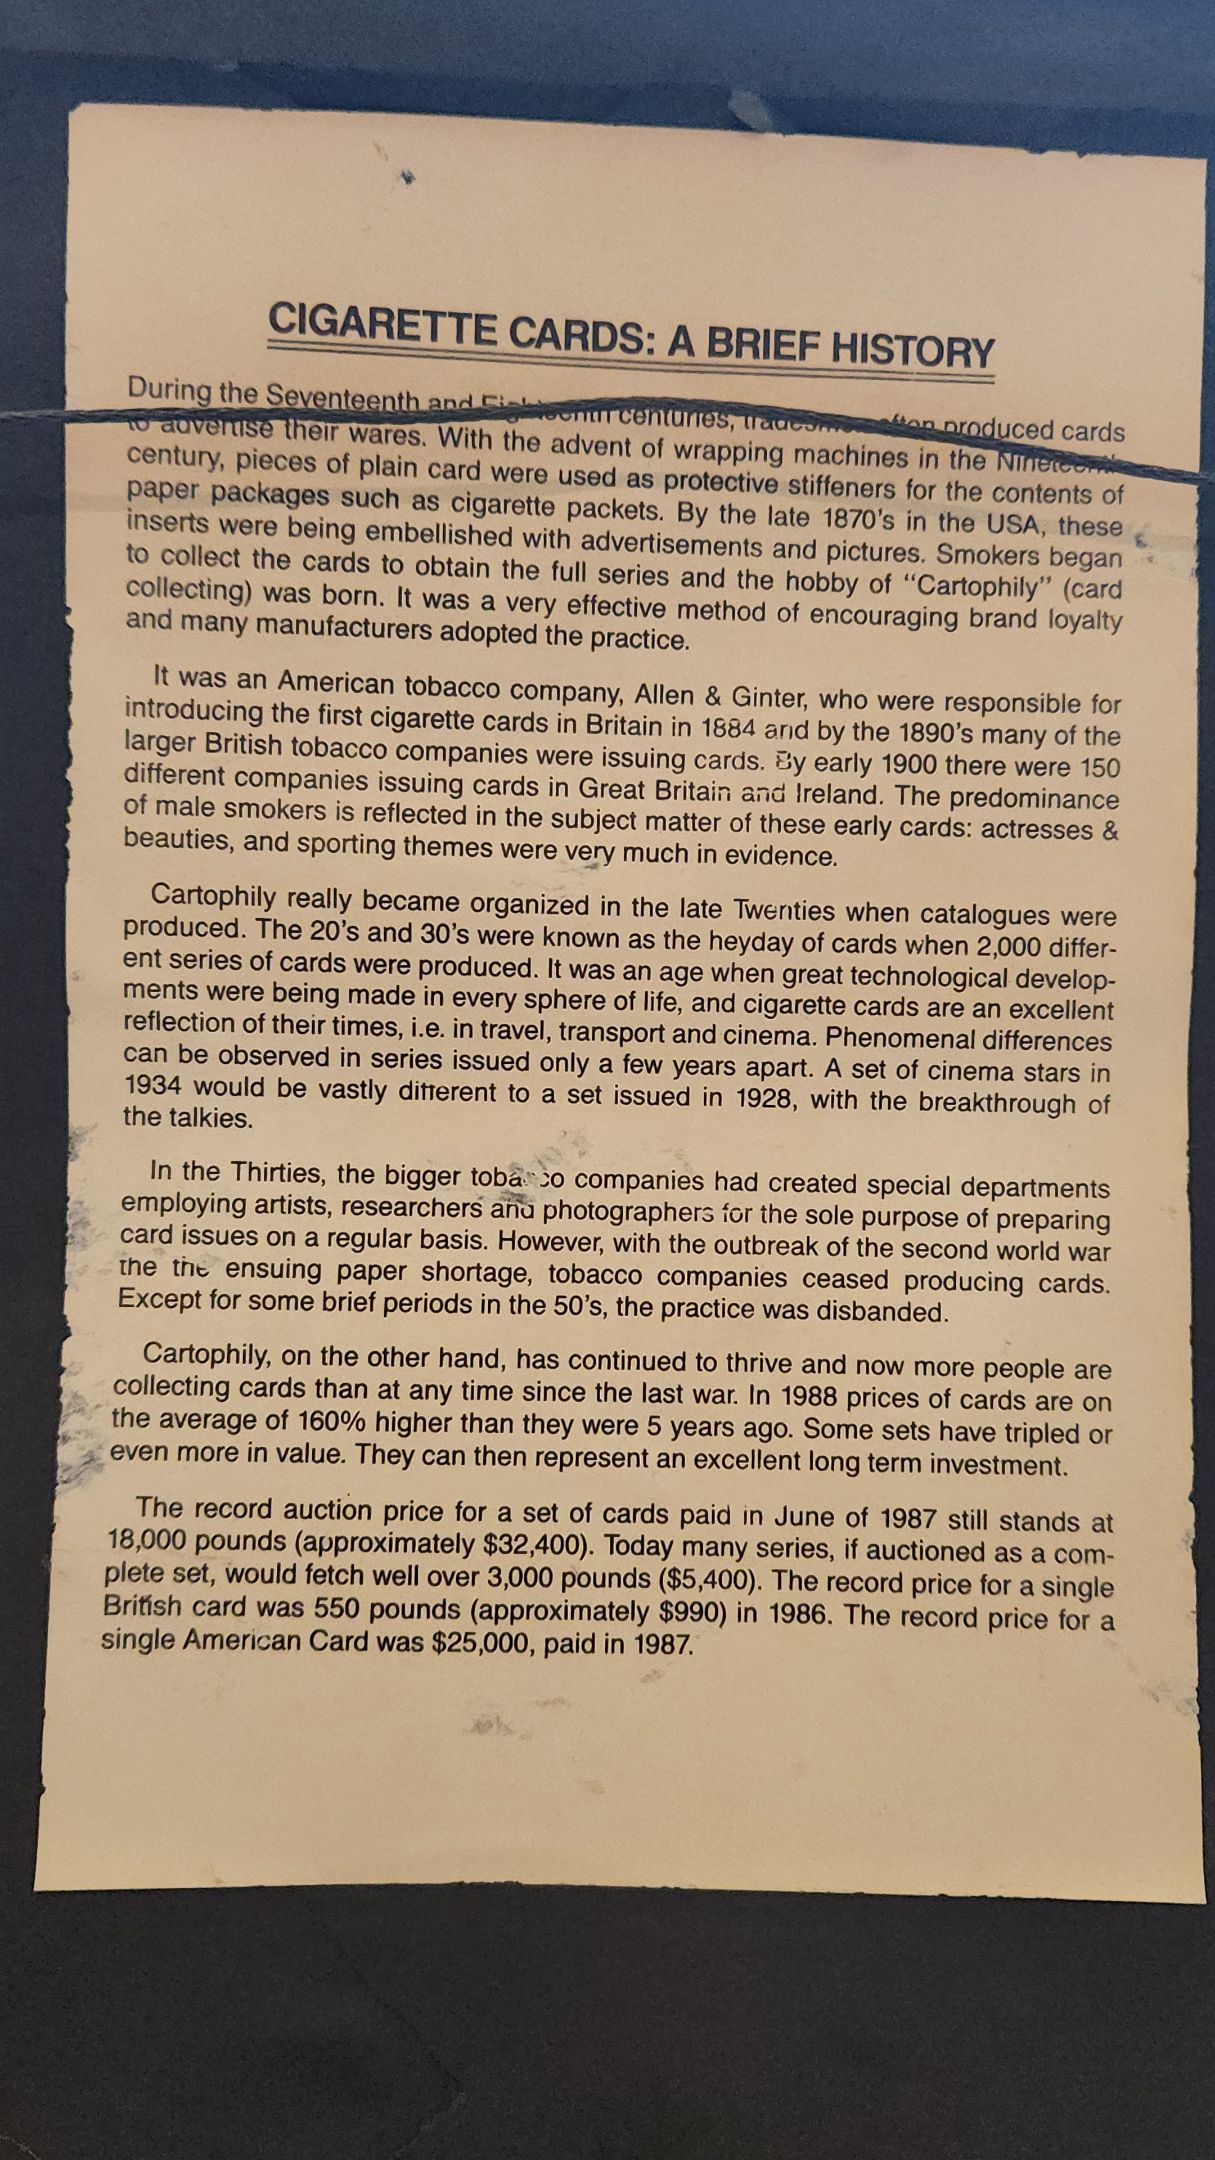 CIGARETTE CARDS: A BRIEF HISTORY
During the Seventeenth and Eighteenth centuries, tradesmen often produced cards
to advertise their wares. With the advent of wrapping machines in the Nineteenth
century, pieces of plain card were used as protective stiffeners for the contents of
paper packages such as cigarette packets. By the late 1870's in the USA, these
inserts were being embellished with advertisements and pictures. Smokers began
to collect the cards to obtain the full series and the hobby of "Cartophily" (card
collecting) was born. It was a very effective method of encouraging brand loyalty
and many manufacturers adopted the practice.
It was an American tobacco company, Allen & Ginter, who were responsible for
introducing the first cigarette cards in Britain in 1884 and by the 1890's many of the
larger British tobacco companies were issuing cards. By early 1900 there were 150
different companies issuing cards in Great Britain and Ireland. The predominance
of male smokers is reflected in the subject matter of these early cards: actresses &
beauties, and sporting themes were very much in evidence.
Cartophily really became organized in the late Twenties when catalogues were
produced. The 20's and 30's were known as the heyday of cards when 2,000 differ-
ent series of cards were produced. It was an age when great technological develop-
ments were being made in every sphere of life, and cigarette cards are an excellent
reflection of their times, i.e. in travel, transport and cinema. Phenomenal differences
can be observed in series issued only a few years apart. A set of cinema stars in
1934 would be vastly different to a set issued in 1928, with the breakthrough of
the talkies.
In the Thirties, the bigger tobacco companies had created special departments
employing artists, researchers and photographers for the sole purpose of preparing
card issues on a regular basis. However, with the outbreak of the second world war
the the ensuing paper shortage, tobacco companies ceased producing cards.
Except for some brief periods in the 50's, the practice was disbanded.
Cartophily, on the other hand, has continued to thrive and now more people are
collecting cards than at any time since the last war. In 1988 prices of cards are on
the average of 160% higher than they were 5 years ago. Some sets have tripled or
even more in value. They can then represent an excellent long term investment.
The record auction price for a set of cards paid in June of 1987 still stands at
18,000 pounds (approximately $32,400). Today many series, if auctioned as a com-
plete set, would fetch well over 3,000 pounds ($5,400). The record price for a single
British card was 550 pounds (approximately $990) in 1986. The record price for a
single American Card was $25,000, paid in 1987.